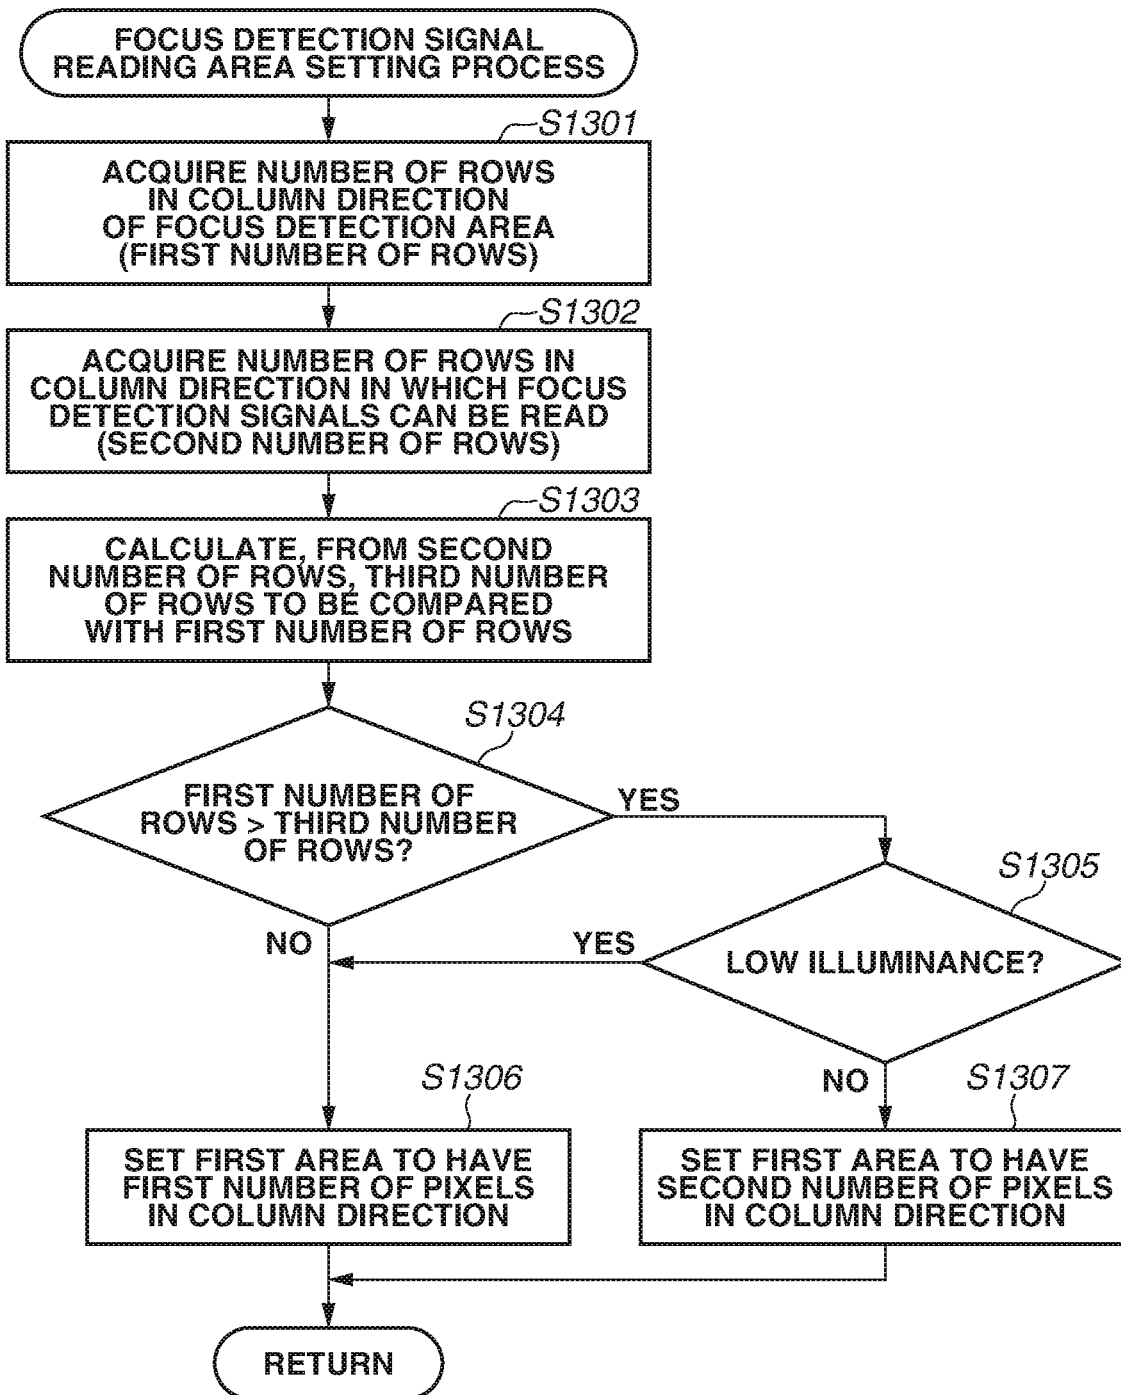 FOCUS DETECTION SIGNAL
READING AREA SETTING PROCESS
S1301
ACQUIRE NUMBER OF ROWS
IN COLUMN DIRECTION
OF FOCUS DETECTION AREA
(FIRST NUMBER OF ROWS)
S1302
ACQUIRE NUMBER OF ROWS IN
COLUMN DIRECTION IN WHICH FOCUS
DETECTION SIGNALS CAN BE READ
(SECOND NUMBER OF ROWS)
S1303
CALCULATE, FROM SECOND
NUMBER OF ROWS, THIRD NUMBER
OF ROWS TO BE COMPARED
WITH FIRST NUMBER OF ROWS
S1304
FIRST NUMBER OF
ROWS > THIRD NUMBER
OF ROWS?
YES
NO
S1305
LOW ILLUMINANCE?
YES
NO
S1306
SET FIRST AREA TO HAVE
FIRST NUMBER OF PIXELS
IN COLUMN DIRECTION
S1307
SET FIRST AREA TO HAVE
SECOND NUMBER OF PIXELS
IN COLUMN DIRECTION
RETURN